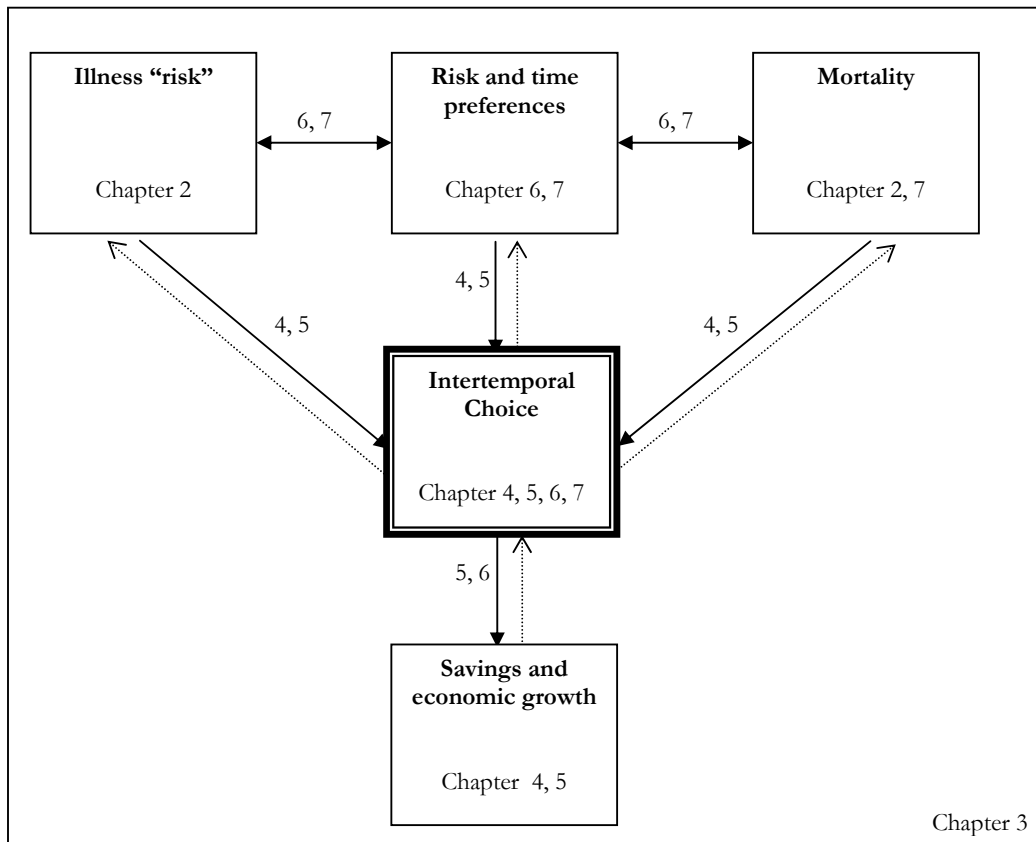 Illness “risk”
Chapter 2
6, 7
Risk and time
preferences
Chapter 6, 7
6, 7
Mortality
Chapter 2, 7
4, 5
4, 5
4, 5
Intertemporal
Choice
Chapter 4, 5, 6, 7
5, 6
Savings and
economic growth
Chapter 4, 5
Chapter 3